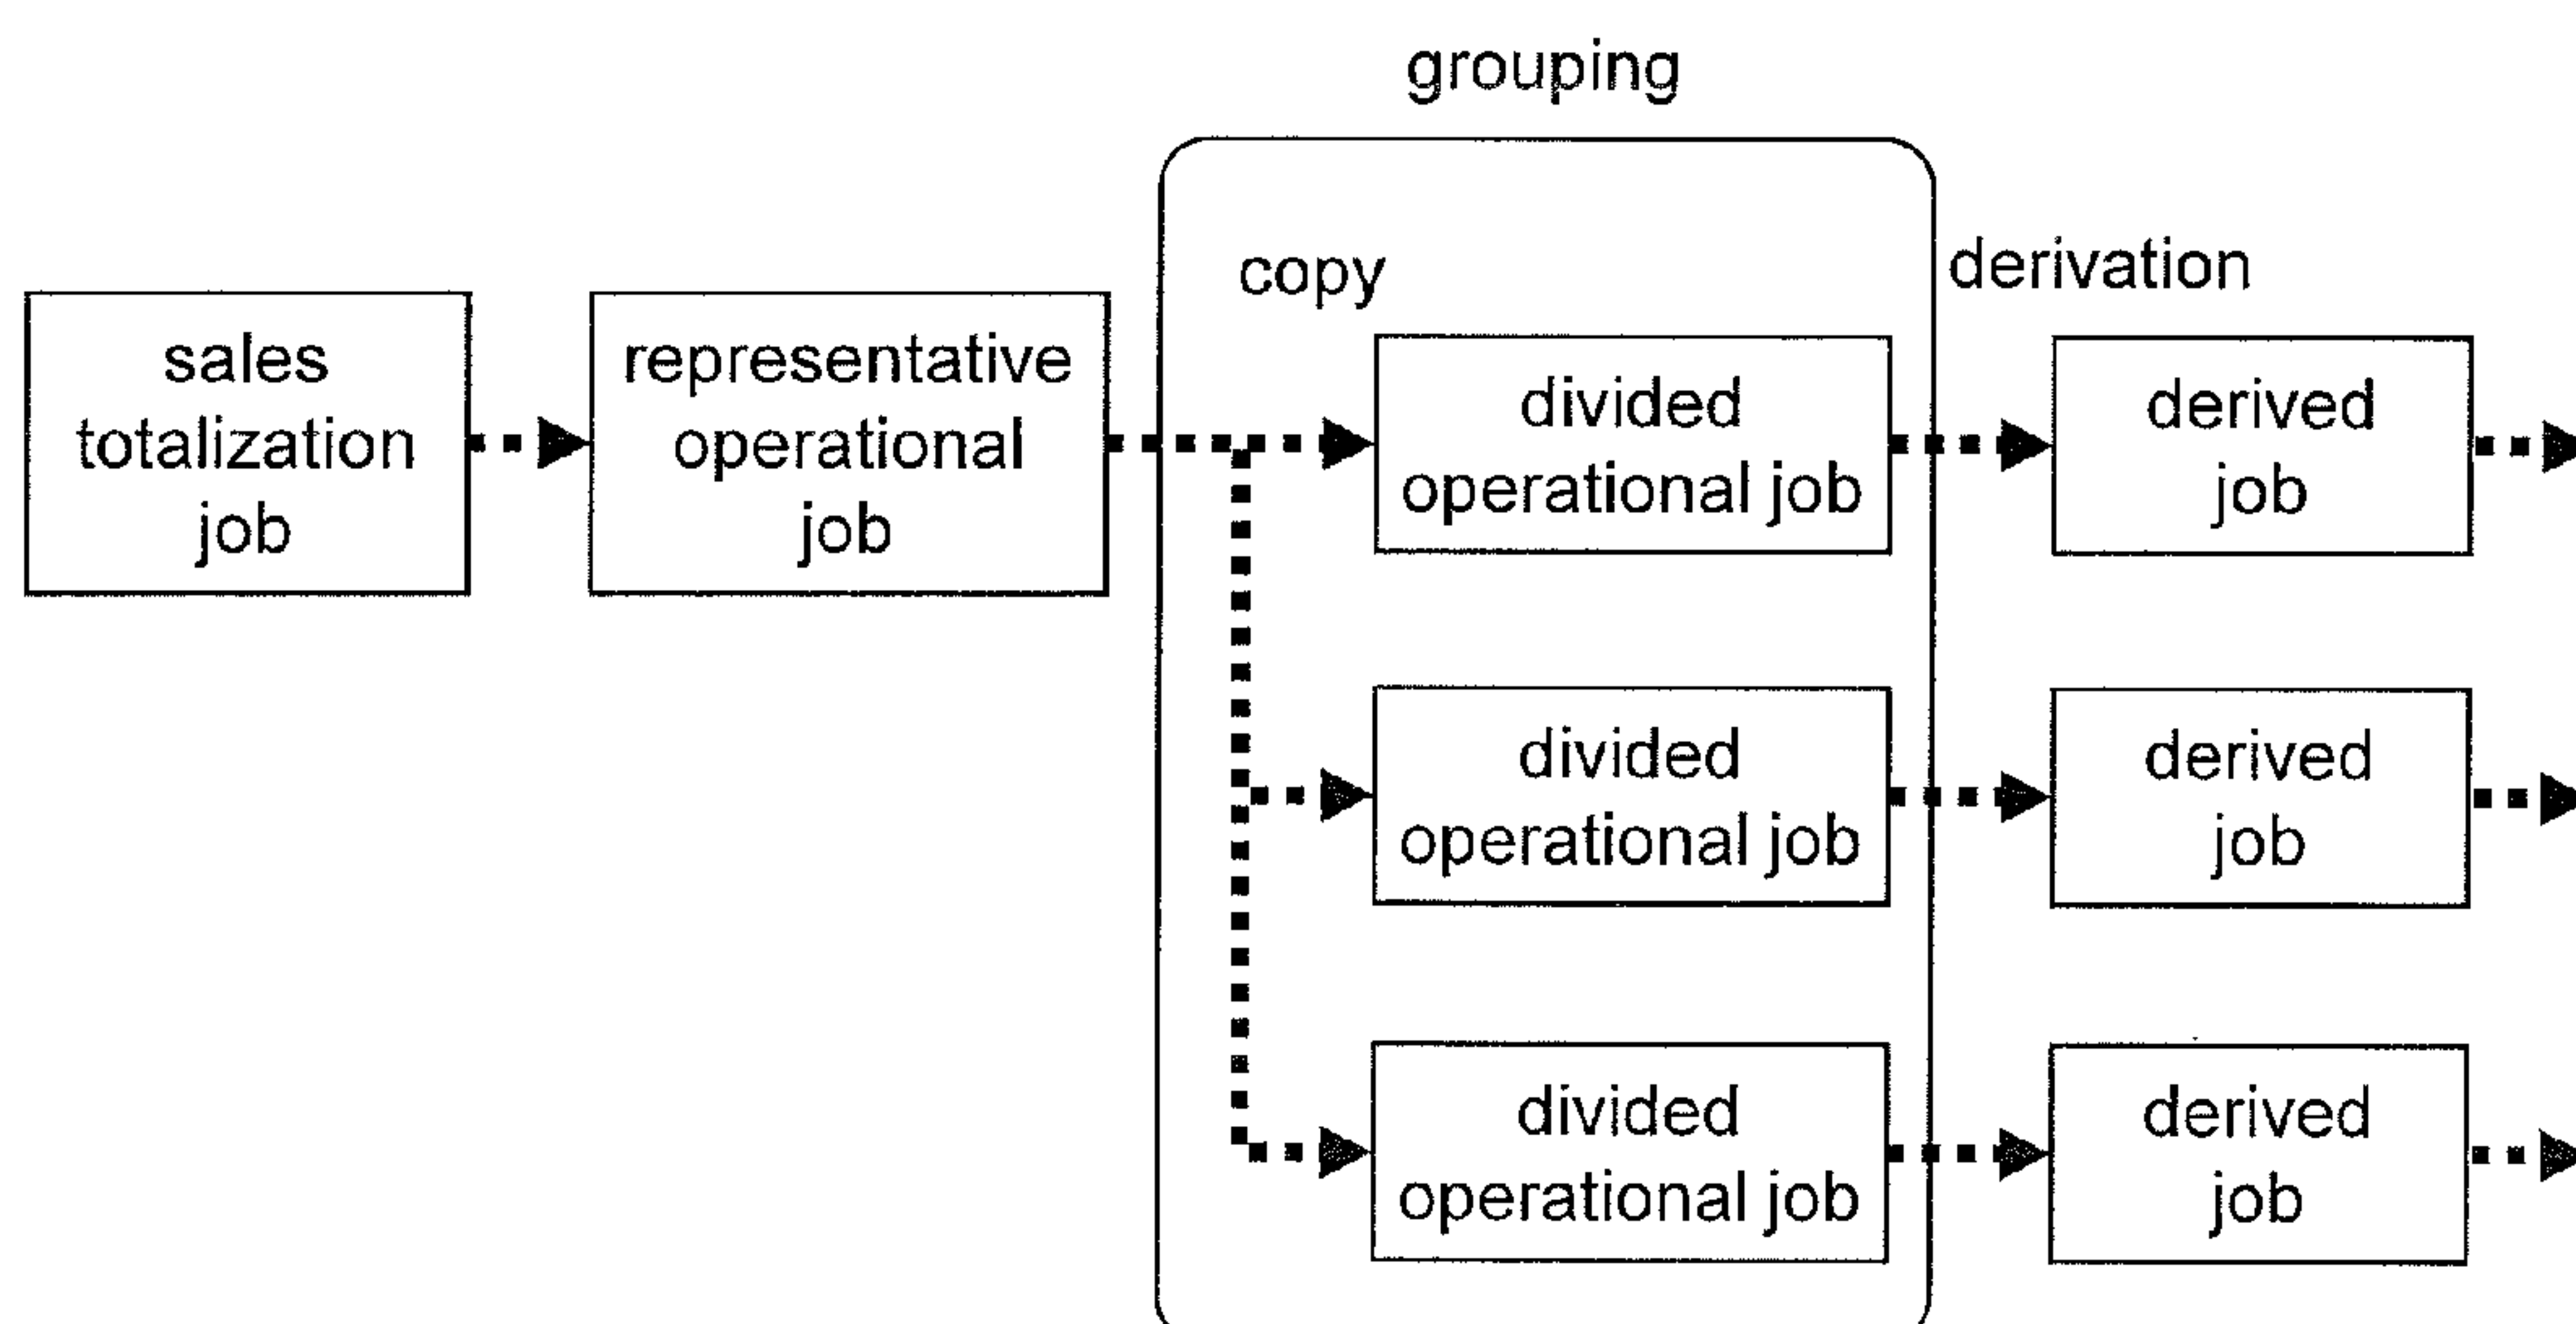 grouping
copy
derivation
sales
totalization
job
representative
operational
job
divided
operational job
derived
job
divided
operational job
derived
job
divided
operational job
derived
job